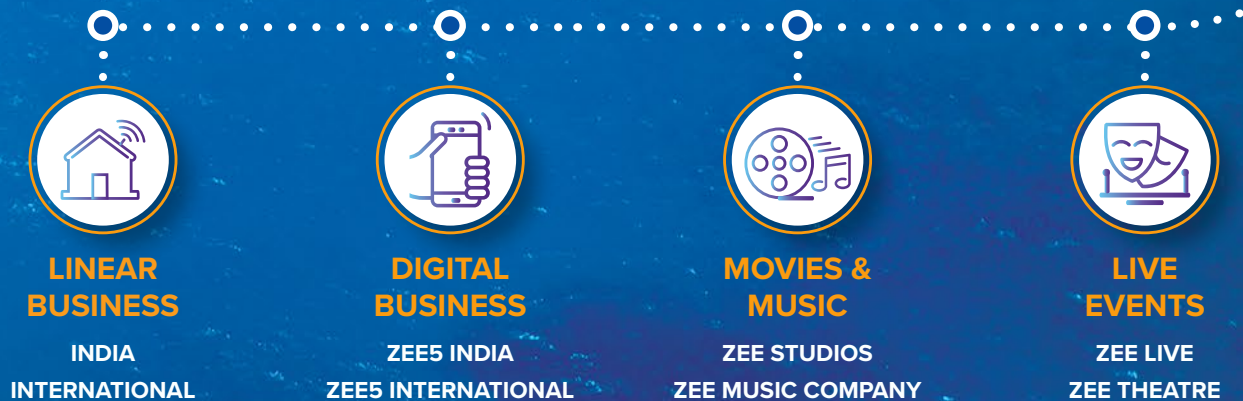 LINEAR
BUSINESS
INDIA
INTERNATIONAL
DIGITAL
BUSINESS
ZEE5 INDIA
ZEE5 INTERNATIONAL
MOVIES &
MUSIC
ZEE STUDIOS
ZEE MUSIC COMPANY
LIVE
EVENTS
ZEE LIVE
ZEE THEATRE